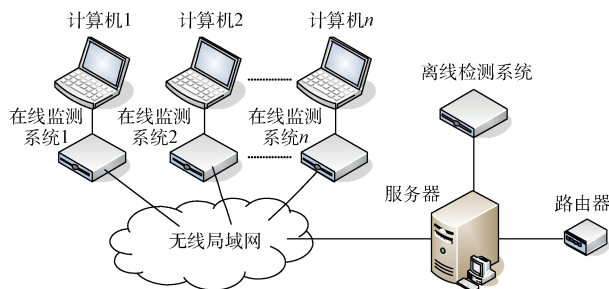 计算机1 计算机2 计算机n
离线检测系统
在线监测 在线监测 在线监测
系统1 系统2 系统n
服务器
路由器
无线局域网